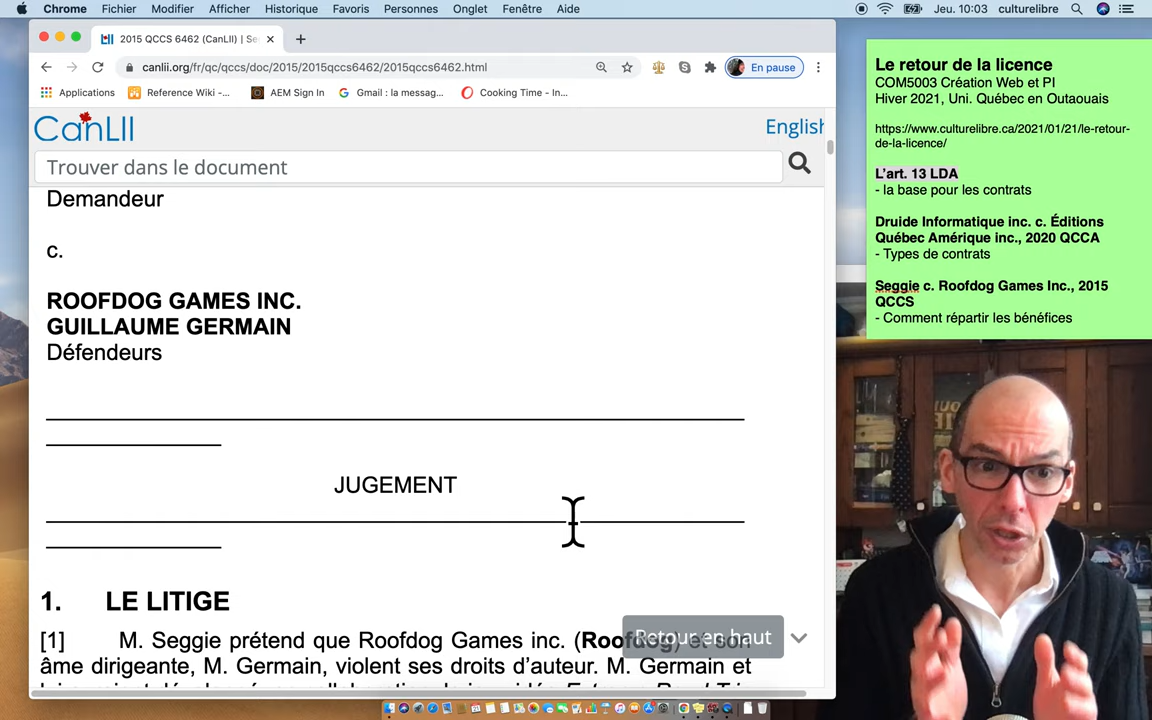 Chrome Fichier Modifier Afficher Historique Favoris Personnes Onglet Fenêtre Aide Jeu. 10:03 culturelibre
2015 QCCS 6462 (CanLII) | Se
canlii.org/fr/qc/qccs/doc/2015/2015qccs6462/2015qccs6462.html
En pause
Applications Reference Wiki -... AEM Sign In Gmail : la messag... Cooking Time - In...
CanLII
English
Trouver dans le document
Demandeur
c.
ROOFDOG GAMES INC.
GUILLAUME GERMAIN
Défendeurs
JUGEMENT
1. LE LITIGE
[1] M. Seggie prétend que Roofdog Games inc. (Roofdog) et son
âme dirigeante, M. Germain, violent ses droits d'auteur. M. Germain et
Retour en haut
Le retour de la licence
COM5003 Création Web et PI
Hiver 2021, Uni. Québec en Outaouais
https://www.culturelibre.ca/2021/01/21/le-retour-
de-la-licence/
L'art. 13 LDA
- la base pour les contrats
Druide Informatique inc. c. Éditions
Québec Amérique inc., 2020 QCCA
- Types de contrats
Seggie c. Roofdog Games Inc., 2015
QCCS
- Comment répartir les bénéfices